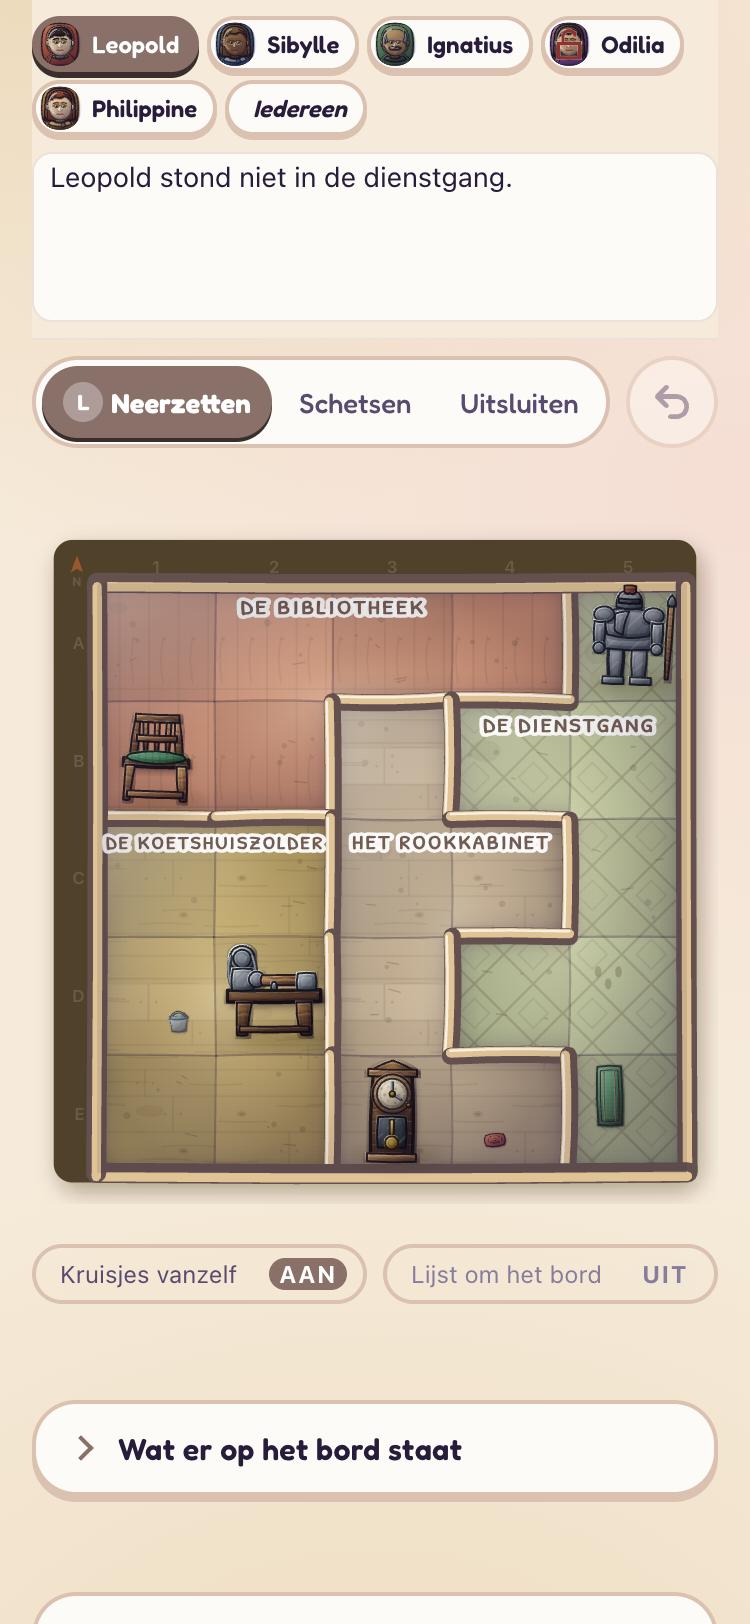 Leopold Sibylle Ignatius Odilia
Philippine Iedereen
Leopold stond niet in de dienstgang.
L Neerzetten Schetsen Uitsluiten
N 1 2 3 4 5
DE BIBLIOTHEEK
A
DE DIENSTGANG
B
DE KOETSHUISZOLDER HET ROOKKABINET
C
D
E
Kruisjes vanzelf AAN Lijst om het bord UIT
Wat er op het bord staat